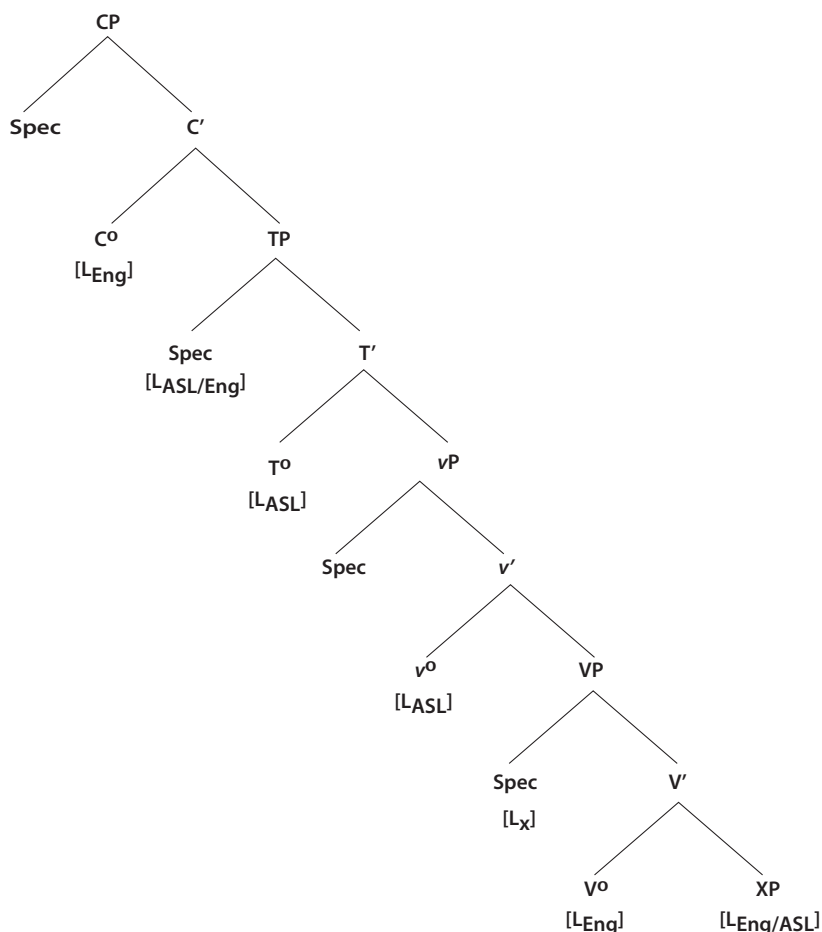 CP
Spec C’
Cº TP
[LEng]
Spec T’
[LASL/Eng]
Tº vP
[LASL]
Spec v’
vº VP
[LASL]
Spec V’
[Lx]
Vº XP
[LEng] [LEng/ASL]